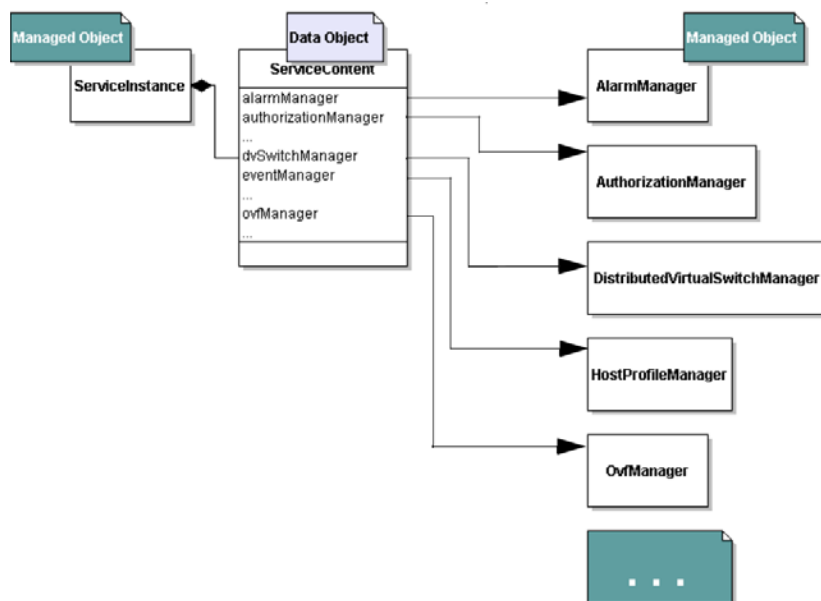 Managed Object
ServiceInstance
Data Object
ServiceContent
alarmManager
authorizationManager
...
dvSwitchManager
eventManager
...
ovfManager
...
Managed Object
AlarmManager
AuthorizationManager
DistributedVirtualSwitchManager
HostProfileManager
OvfManager
...